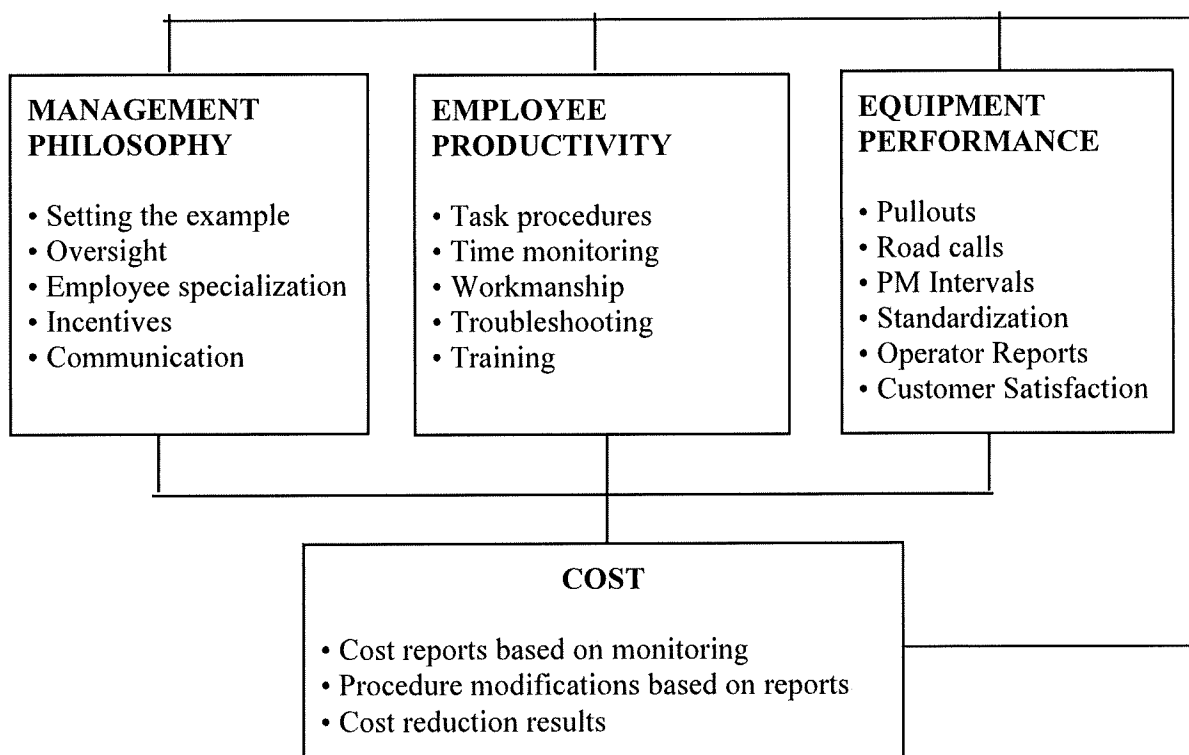 MANAGEMENT
PHILOSOPHY
• Setting the example
• Oversight
• Employee specialization
• Incentives
• Communication
EMPLOYEE
PRODUCTIVITY
• Task procedures
• Time monitoring
• Workmanship
• Troubleshooting
• Training
EQUIPMENT
PERFORMANCE
• Pullouts
• Road calls
• PM Intervals
• Standardization
• Operator Reports
• Customer Satisfaction
COST
• Cost reports based on monitoring
• Procedure modifications based on reports
• Cost reduction results